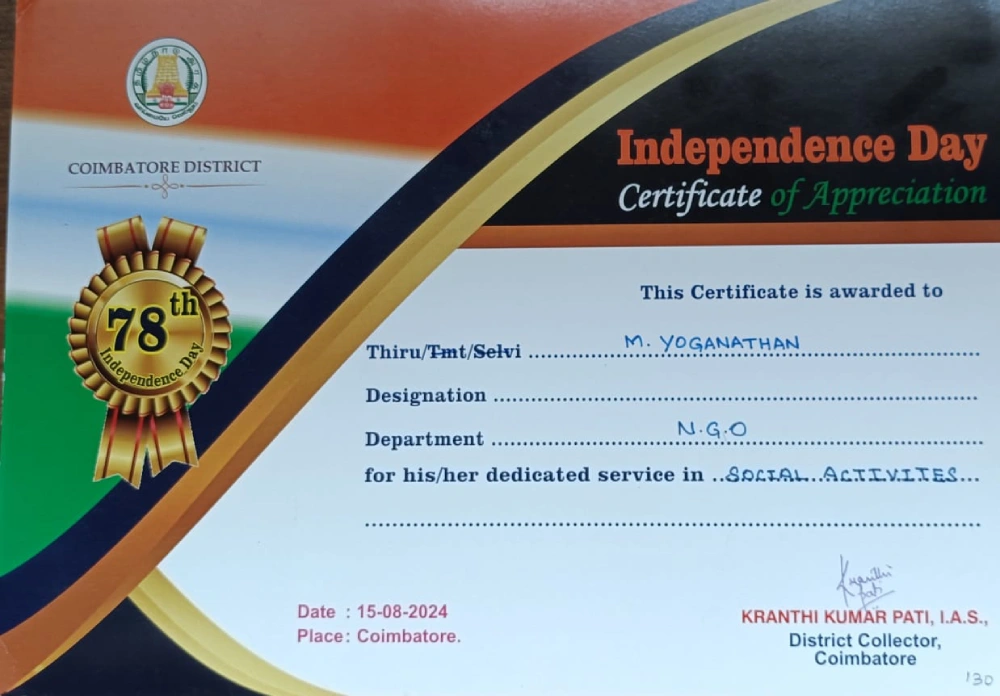 COIMBATORE DISTRICT
78th
Independence Day
Independence Day
Certificate of Appreciation
This Certificate is awarded to
Thiru/Tmt/Selvi ........ M. YOGANATHAN ........
Designation ........
Department ........ N.G.O ........
for his/her dedicated service in ..SOCIAL..ACTIVITES...
Date : 15-08-2024
Place: Coimbatore.
Kranthi
Pati
KRANTHI KUMAR PATI, I.A.S.,
District Collector,
Coimbatore
130